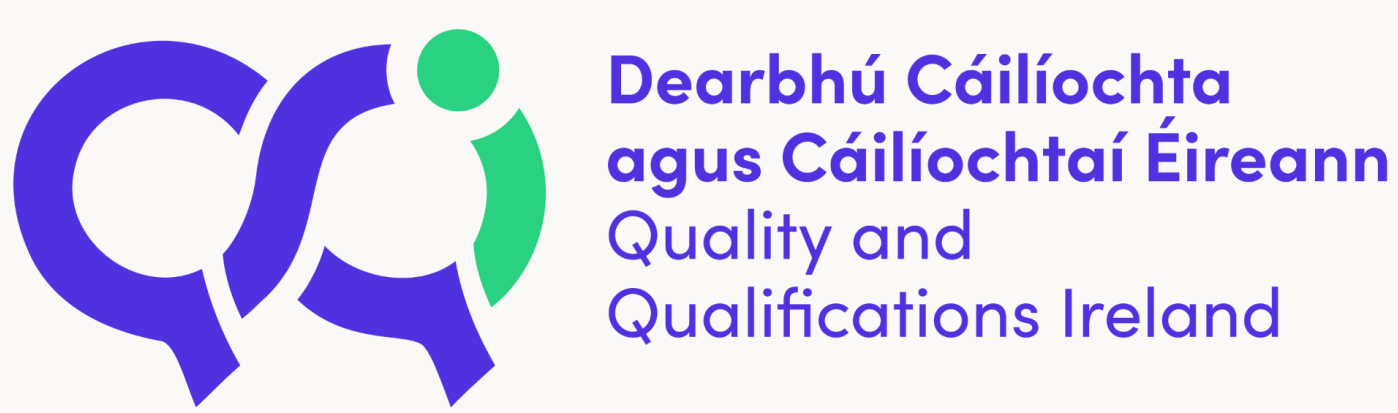 Dearbhú Cáilíochta
agus Cáilíochtaí Éireann
Quality and
Qualifications Ireland